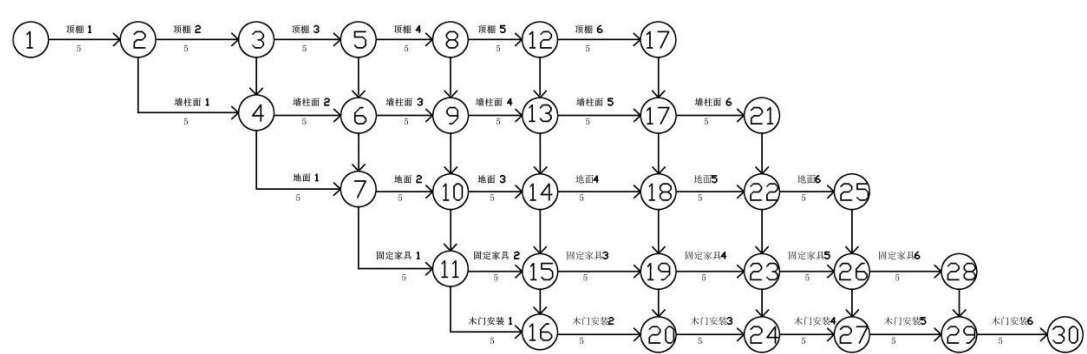 顶棚 1 顶棚 2 顶棚 3 顶棚 4 顶棚 5 顶棚 6
1 2 3 5 8 12 17
5 5 5 5 5 5
墙柱面 1 墙柱面 2 墙柱面 3 墙柱面 4 墙柱面 5 墙柱面 6
4 6 9 13 17 21
5 5 5 5 5 5
地面 1 地面 2 地面 3 地面4 地面5 地面6
7 10 14 18 22 25
5 5 5 5 5 5
固定家具 1 固定家具 2 固定家具3 固定家具4 固定家具5 固定家具6
11 15 19 23 26 28
5 5 5 5 5 5
木门安装 1 木门安装2 木门安装3 木门安装4 木门安装5 木门安装6
16 20 24 27 29 30
5 5 5 5 5 5